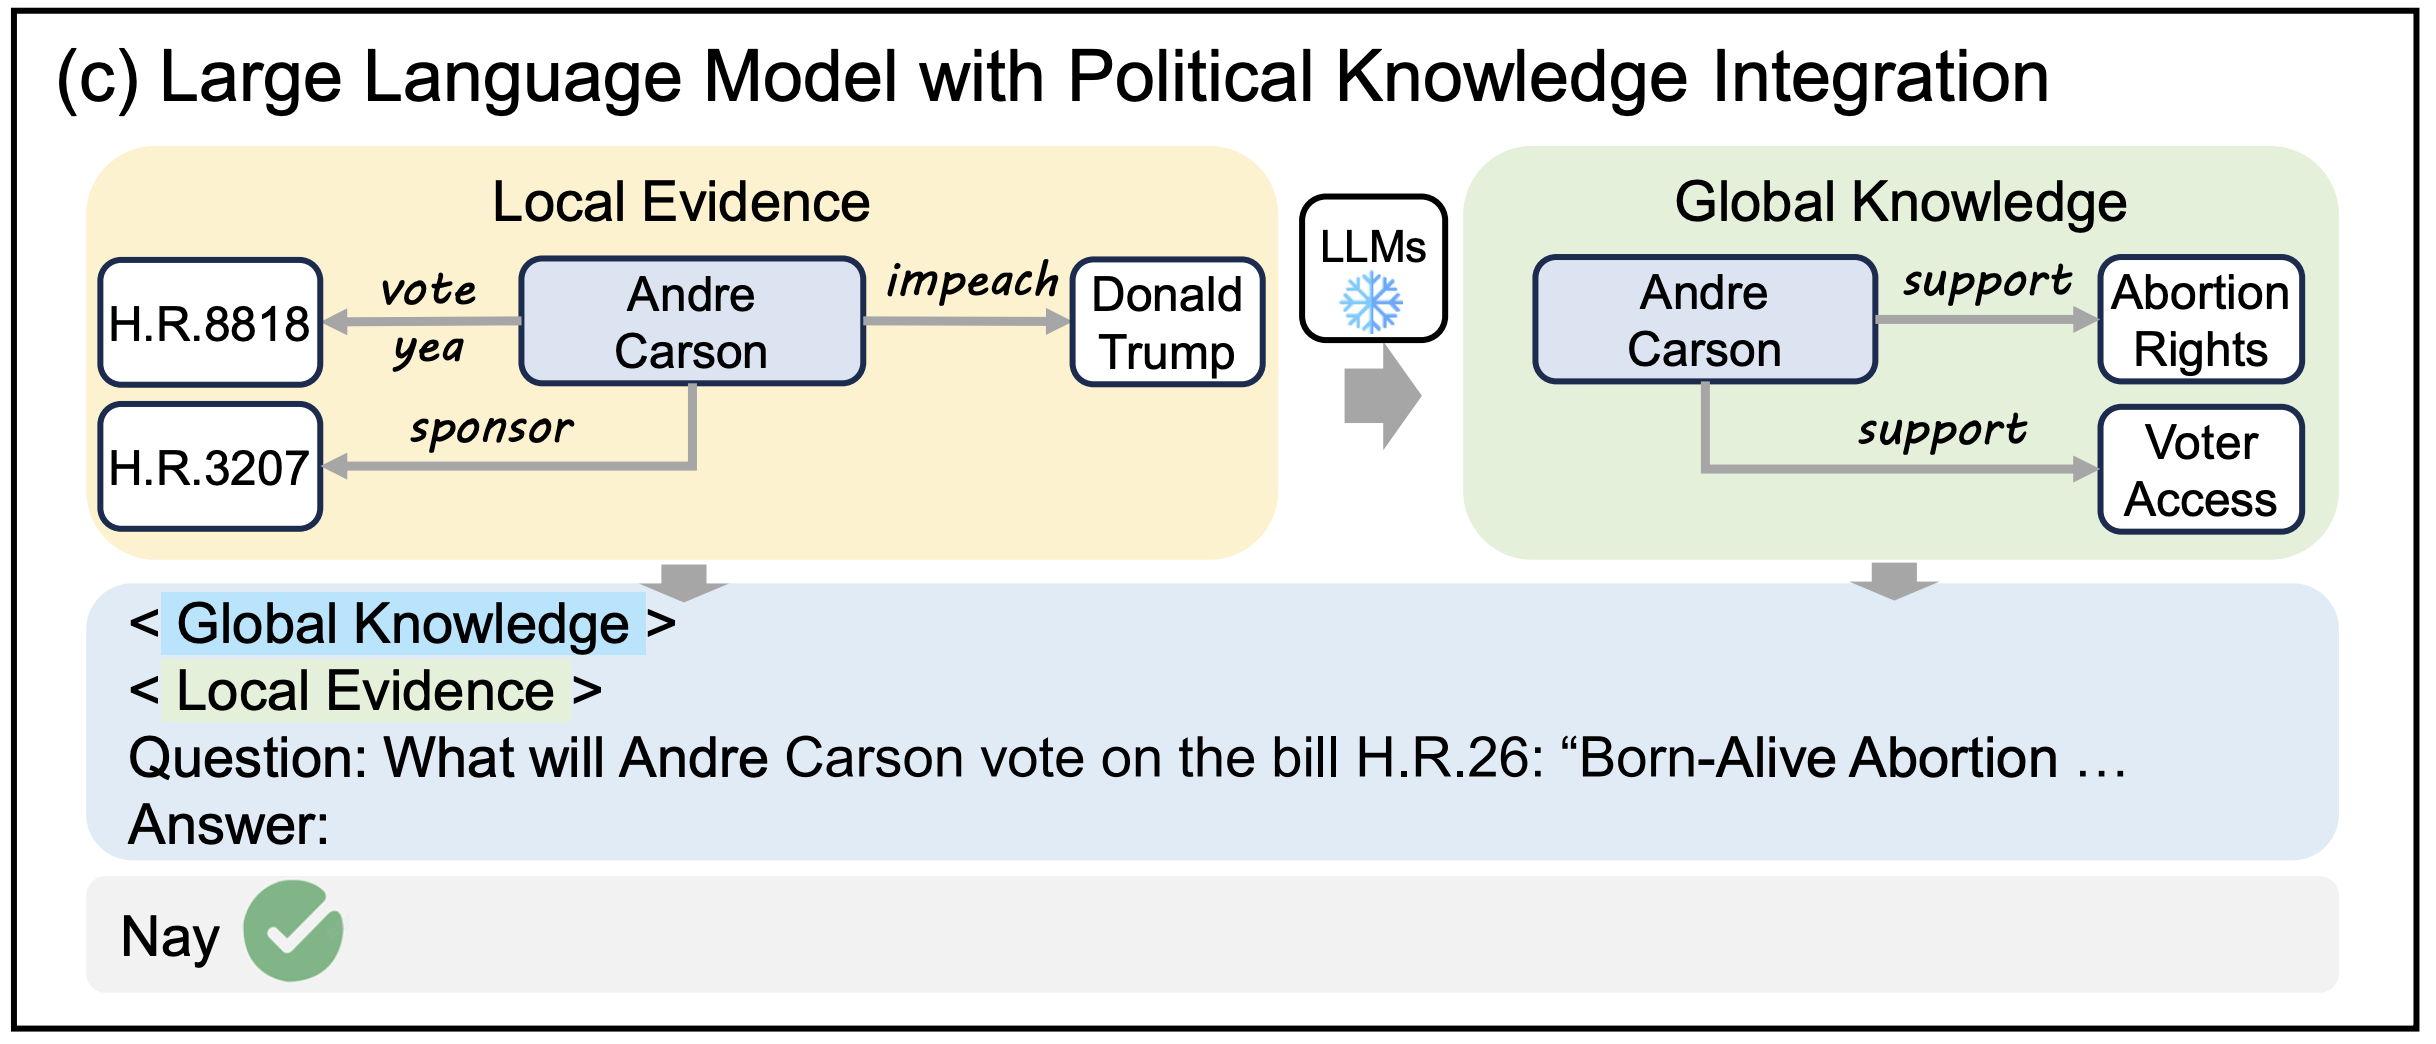 (c) Large Language Model with Political Knowledge Integration
Local Evidence
H.R.8818
vote
yea
Andre
Carson
impeach
Donald
Trump
sponsor
H.R.3207
LLMs
Global Knowledge
Andre
Carson
support
Abortion
Rights
support
Voter
Access
< Global Knowledge >
< Local Evidence >
Question: What will Andre Carson vote on the bill H.R.26: “Born-Alive Abortion …
Answer:
Nay